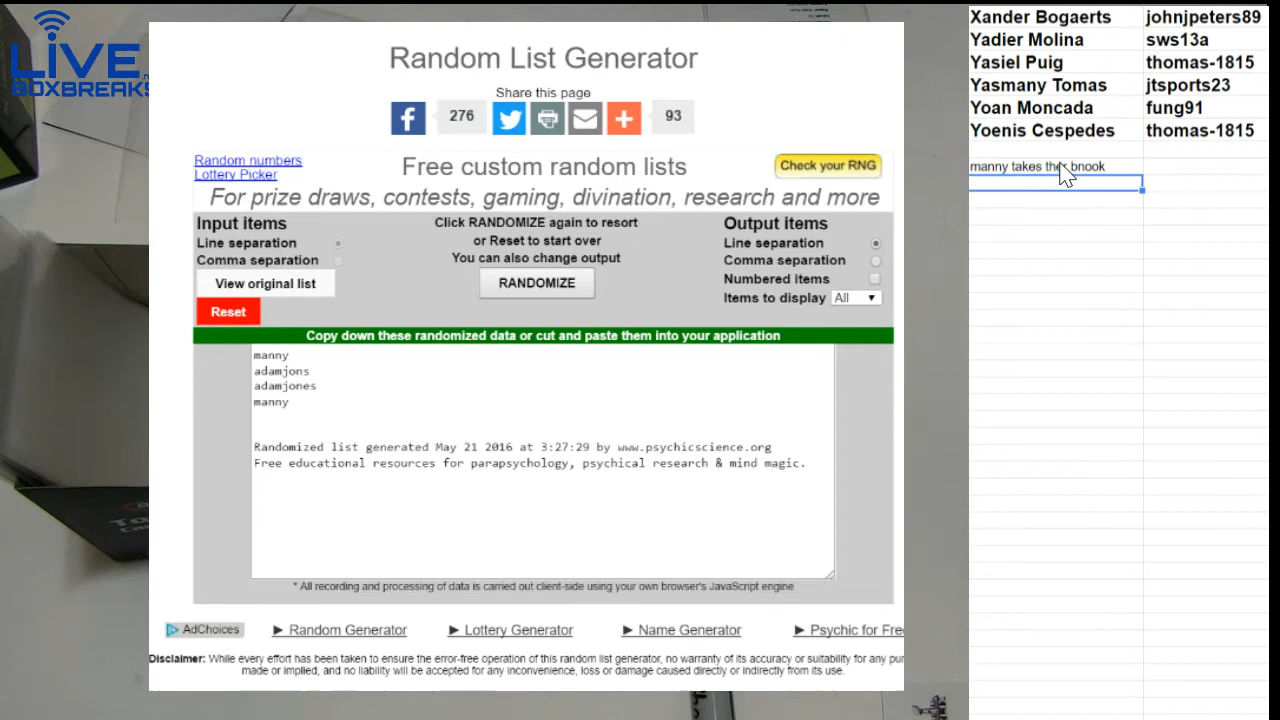 LiVE
BOXBREAKS
Random List Generator
Share this page
276
93
Random numbers
Lottery Picker
Free custom random lists
Check your RNG
For prize draws, contests, gaming, divination, research and more
Input items
Line separation
Comma separation
View original list
Reset
Click RANDOMIZE again to resort
or Reset to start over
You can also change output
RANDOMIZE
Output items
Line separation
Comma separation
Numbered items
Items to display All
Copy down these randomized data or cut and paste them into your application
manny
adamjons
adamjones
manny
Randomized list generated May 21 2016 at 3:27:29 by www.psychicscience.org
Free educational resources for parapsychology, psychical research & mind magic.
* All recording and processing of data is carried out client-side using your own browser's JavaScript engine
AdChoices
► Random Generator
► Lottery Generator
► Name Generator
► Psychic for Fre
Disclaimer: While every effort has been taken to ensure the error-free operation of this random list generator, no warranty of its accuracy or suitability for any pur
made or implied, and no liability will be accepted for any inconvenience, loss or damage caused directly or indirectly from its use.
Xander Bogaerts johnjpeters89
Yadier Molina sws13a
Yasiel Puig thomas-1815
Yasmany Tomas jtsports23
Yoan Moncada fung91
Yoenis Cespedes thomas-1815
manny takes the bnook